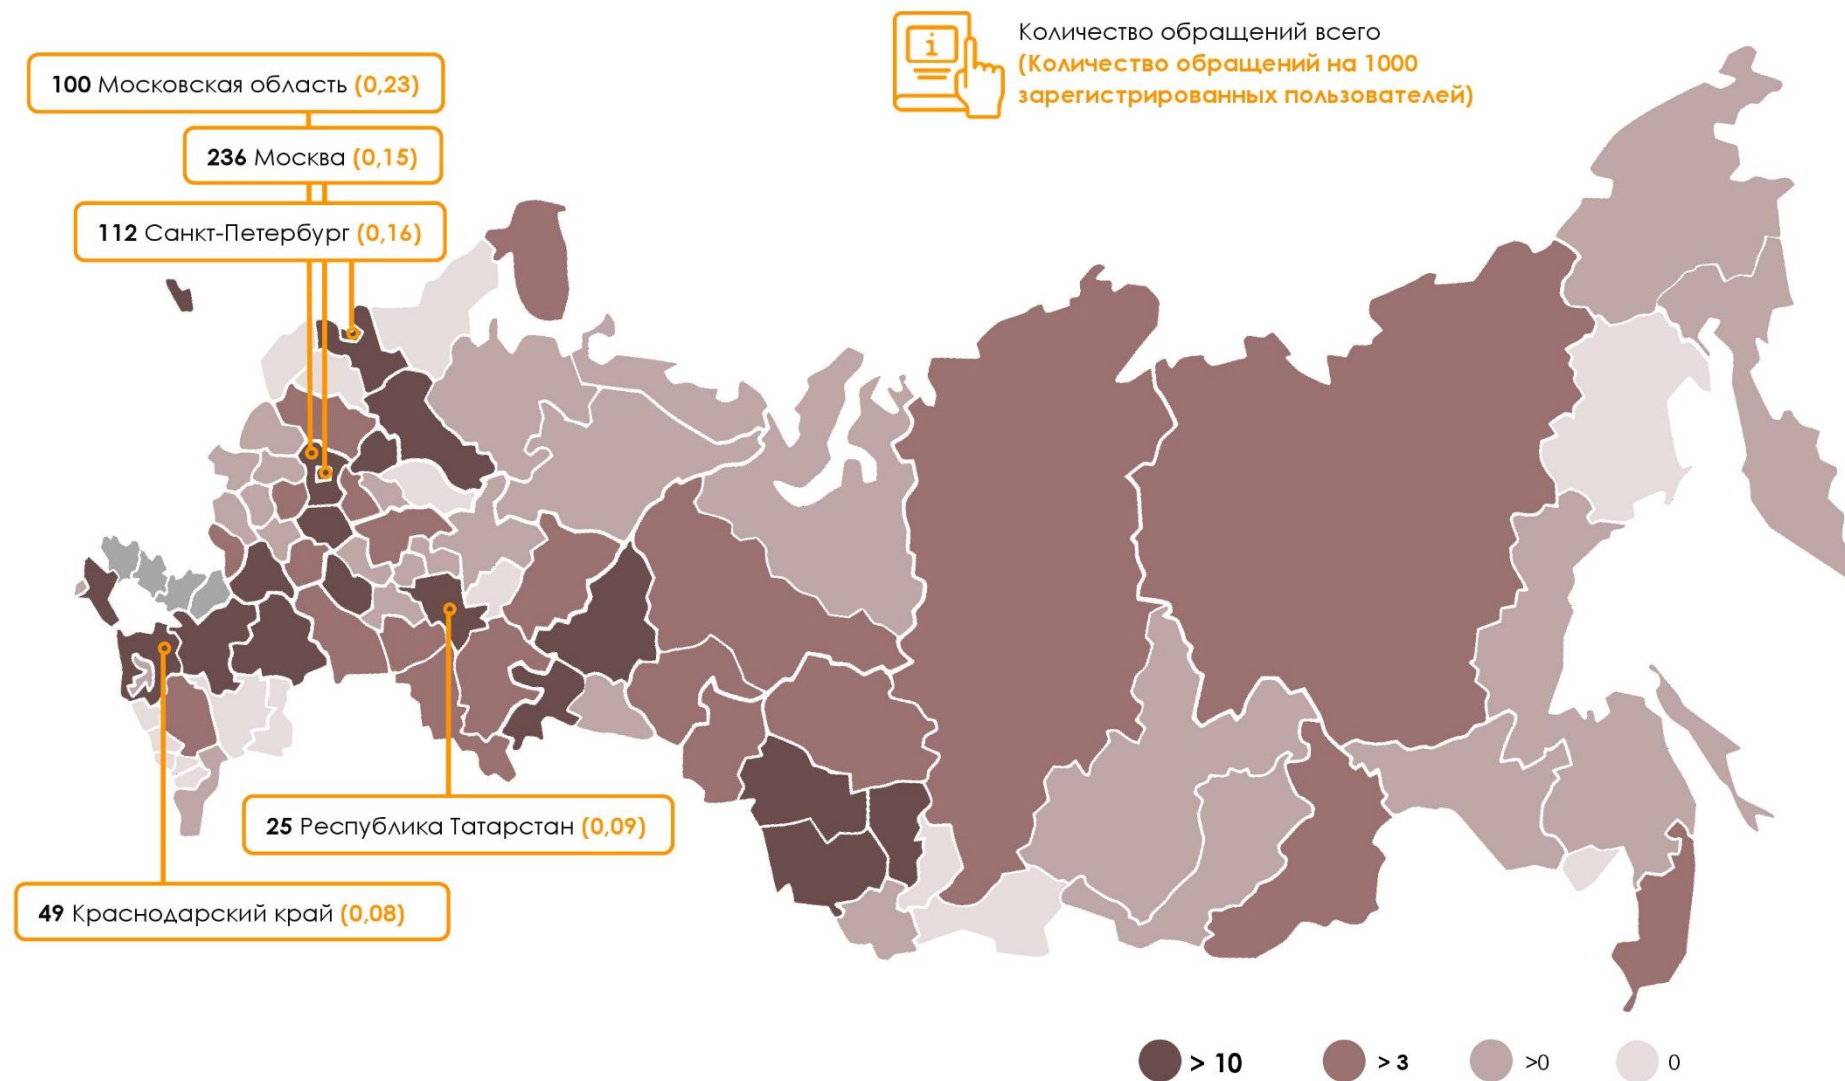 Количество обращений всего
(Количество обращений на 1000
зарегистрированных пользователей)
100 Московская область (0,23)
236 Москва (0,15)
112 Санкт-Петербург (0,16)
25 Республика Татарстан (0,09)
49 Краснодарский край (0,08)
> 10
> 3
>0
0